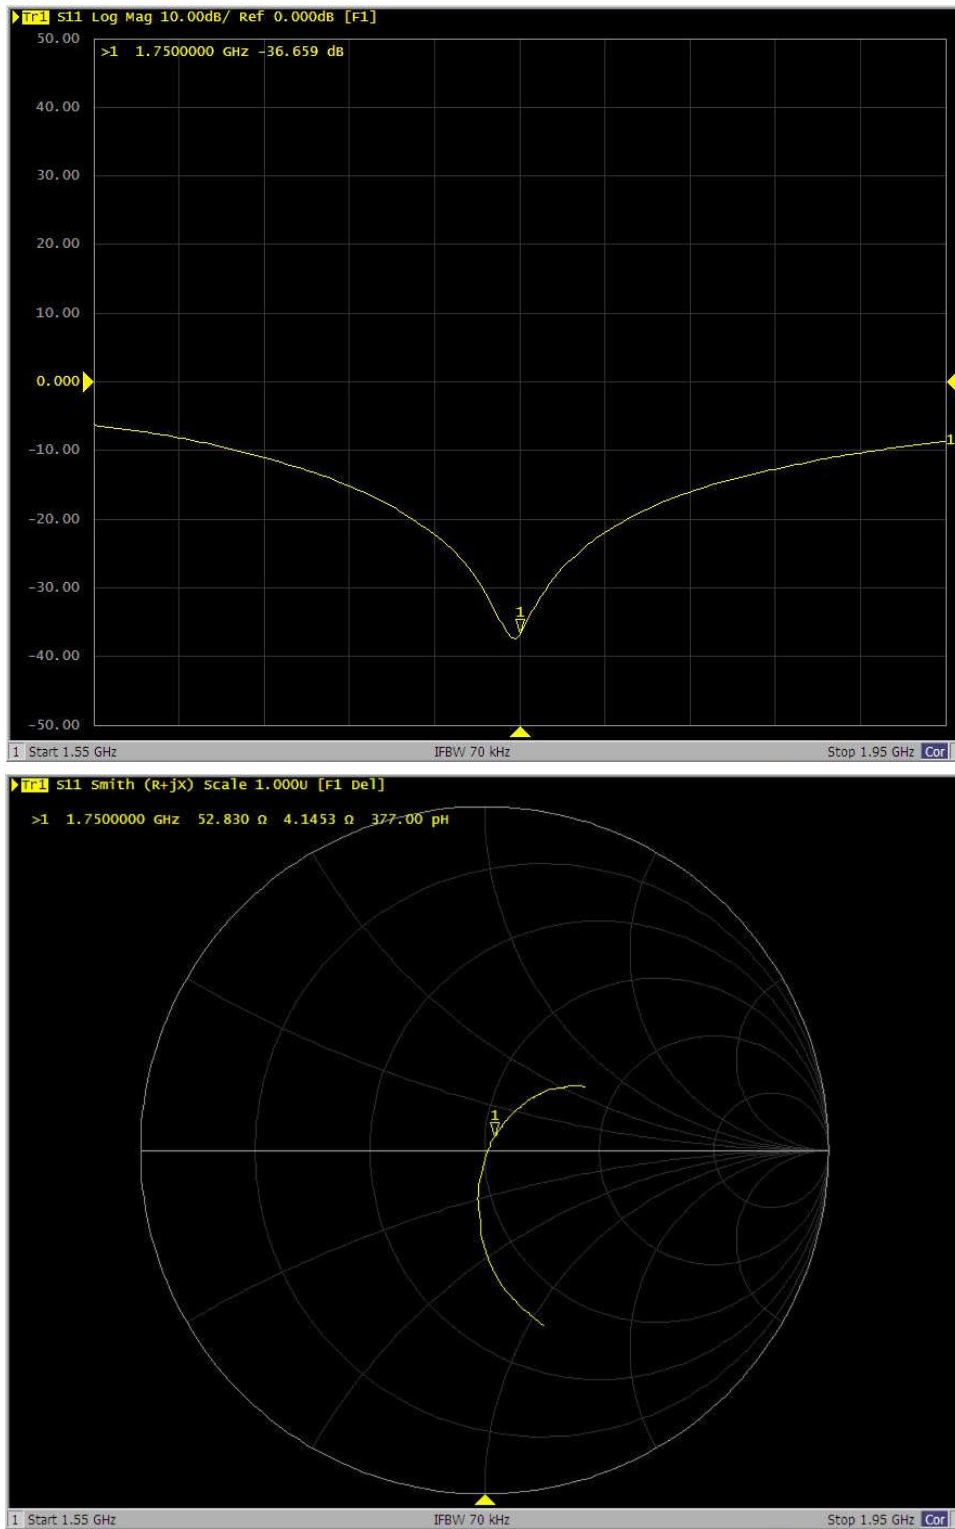 Tr1 S11 Log Mag 10.00dB/ Ref 0.000dB [F1]
50.00
>1 1.7500000 GHz -36.659 dB
40.00
30.00
20.00
10.00
0.000
-10.00
1
-20.00
-30.00
1
-40.00
-50.00
1 Start 1.55 GHz IFBW 70 kHz Stop 1.95 GHz Cor
Tr1 S11 Smith (R+jX) Scale 1.000U [F1 Del]
>1 1.7500000 GHz 52.830 Ω 4.1453 Ω 377.00 pH
1
1 Start 1.55 GHz IFBW 70 kHz Stop 1.95 GHz Cor